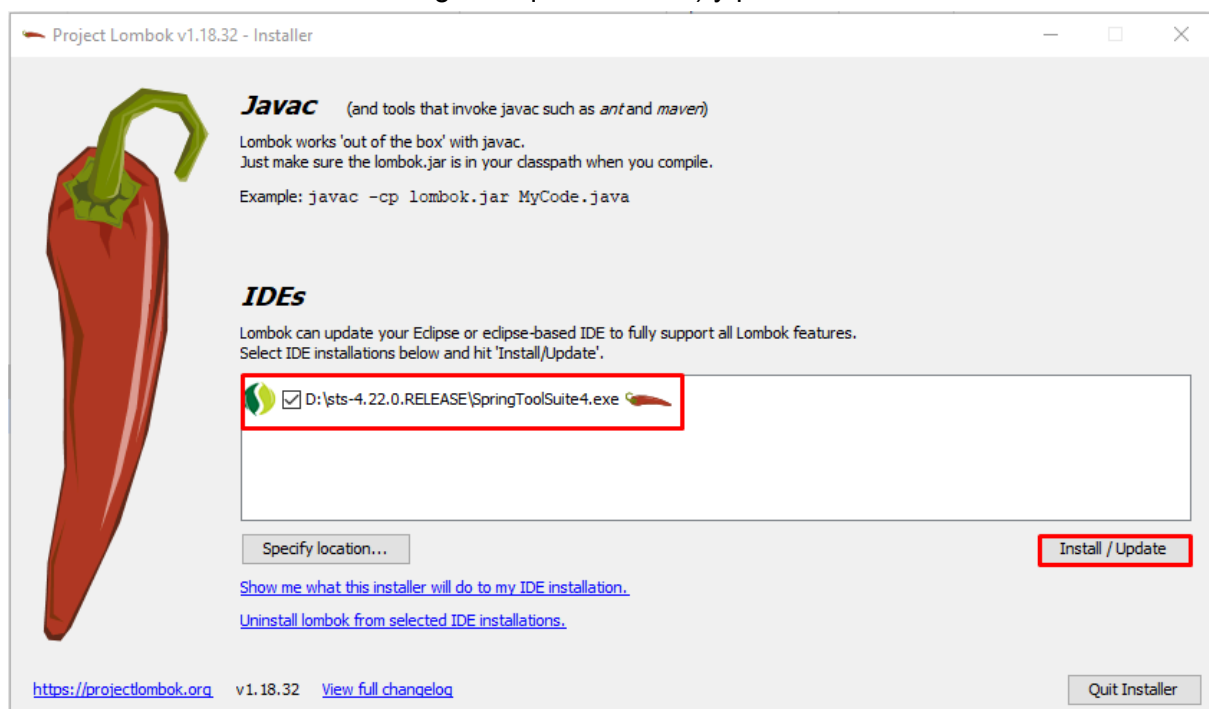 Project Lombok v1.18.32 - Installer
Javac (and tools that invoke javac such as ant and maven)
Lombok works 'out of the box' with javac.
Just make sure the lombok.jar is in your classpath when you compile.
Example: javac -cp lombok.jar MyCode.java
IDEs
Lombok can update your Eclipse or eclipse-based IDE to fully support all Lombok features.
Select IDE installations below and hit 'Install/Update'.
D:\sts-4.22.0.RELEASE\SpringToolSuite4.exe
Specify location...
Install / Update
Show me what this installer will do to my IDE installation.
Uninstall lombok from selected IDE installations.
https://projectlombok.org v1.18.32 View full changelog
Quit Installer